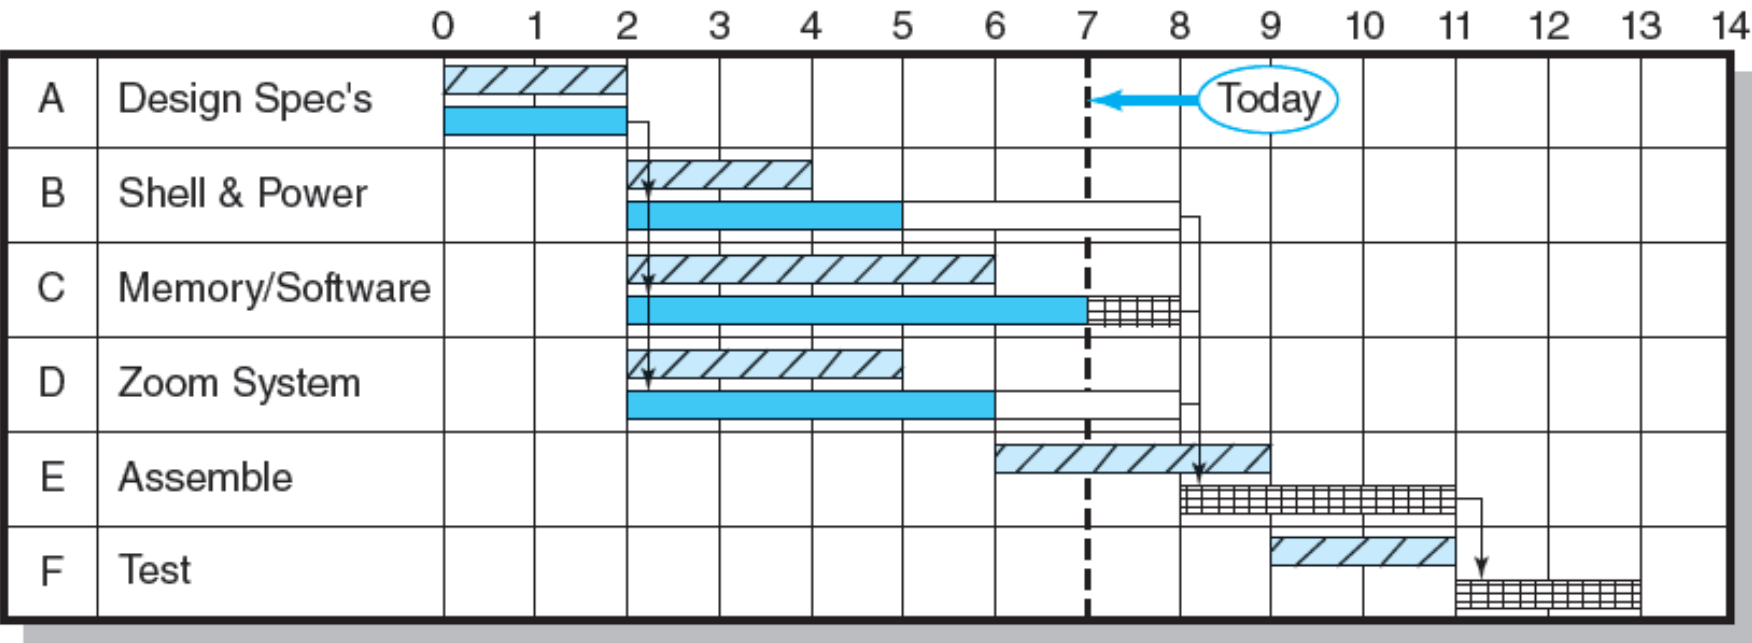 0 1 2 3 4 5 6 7 8 9 10 11 12 13 14
A Design Spec's Today
B Shell & Power
C Memory/Software
D Zoom System
E Assemble
F Test